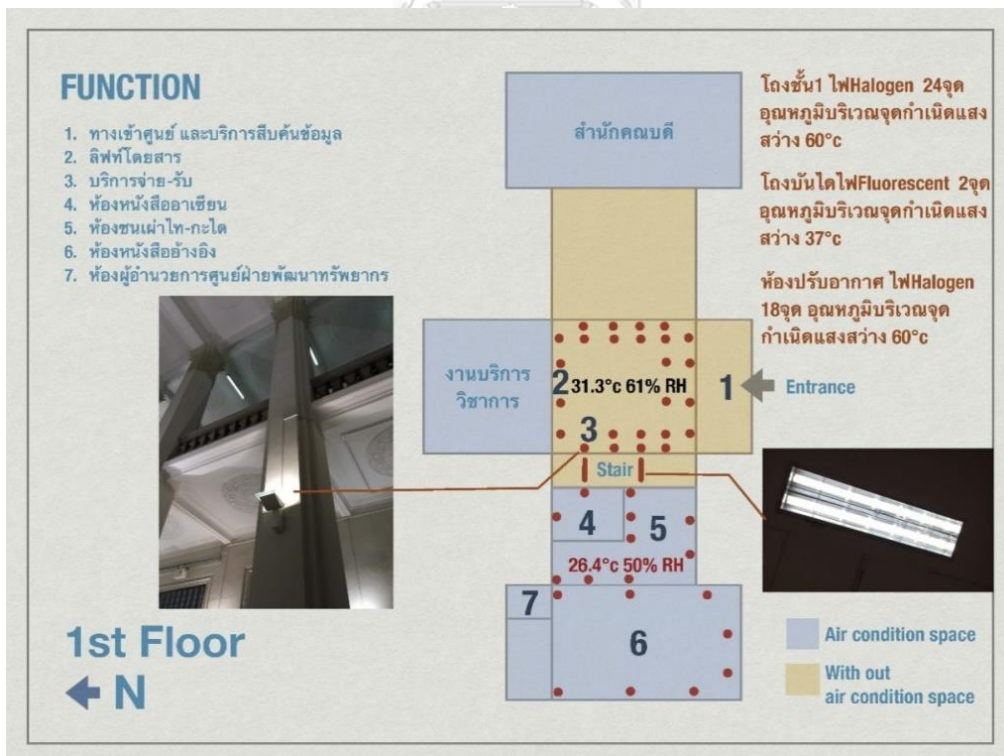 FUNCTION
1. ทางเข้าศูนย์ และบริการสืบค้นข้อมูล
2. ลิฟท์โดยสาร
3. บริการจ่าย-รับ
4. ห้องหนังสืออาเซียน
5. ห้องชนเผ่าไท-กะได
6. ห้องหนังสืออ้างอิง
7. ห้องผู้อำนวยการศูนย์ฝ่ายพัฒนาทรัพยากร
สำนักคณบดี
โถงชั้น1 ไฟHalogen 24จุด
อุณหภูมิบริเวณจุดกำเนิดแสง
สว่าง 60°c
โถงบันไดไฟFluorescent 2จุด
อุณหภูมิบริเวณจุดกำเนิดแสง
สว่าง 37°c
ห้องปรับอากาศ ไฟHalogen
18จุด อุณหภูมิบริเวณจุด
กำเนิดแสงสว่าง 60°c
งานบริการ
วิชาการ
2
31.3°c 61% RH
1
Entrance
3
Stair
4
5
26.4°c 50% RH
7
6
1st Floor
N
Air condition space
With out
air condition space